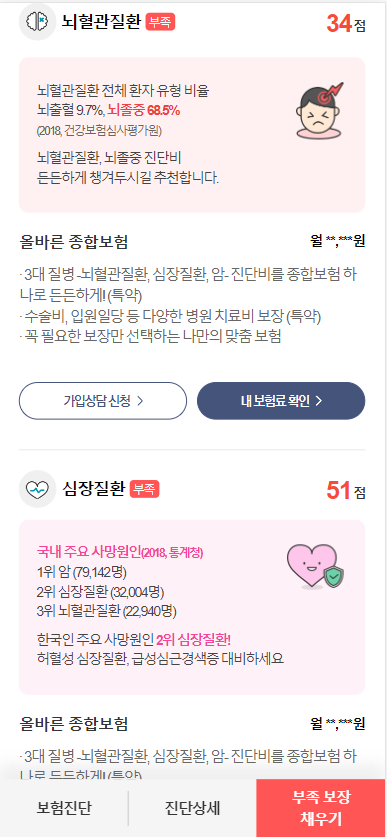 뇌혈관질환 부족 34점
뇌혈관질환 전체 환자 유형 비율
뇌출혈 9.7%, 뇌졸중 68.5%
(2018, 건강보험심사평가원)
뇌혈관질환, 뇌졸중 진단비
든든하게 챙겨두시길 추천합니다.
올바른 종합보험 월 **,***원
· 3대 질병 -뇌혈관질환, 심장질환, 암- 진단비를 종합보험 하
나로 든든하게! (특약)
· 수술비, 입원일당 등 다양한 병원 치료비 보장 (특약)
· 꼭 필요한 보장만 선택하는 나만의 맞춤 보험
가입상담 신청 >
내 보험료 확인 >
심장질환 부족 51점
국내 주요 사망원인(2018, 통계청)
1위 암 (79,142명)
2위 심장질환 (32,004명)
3위 뇌혈관질환 (22,940명)
한국인 주요 사망원인 2위 심장질환!
허혈성 심장질환, 급성심근경색증 대비하세요
올바른 종합보험 월 **,***원
· 3대 질병 -뇌혈관질환, 심장질환, 암- 진단비를 종합보험 하
나로 든든하게! (특약)
보험진단
진단상세
부족 보장
채우기